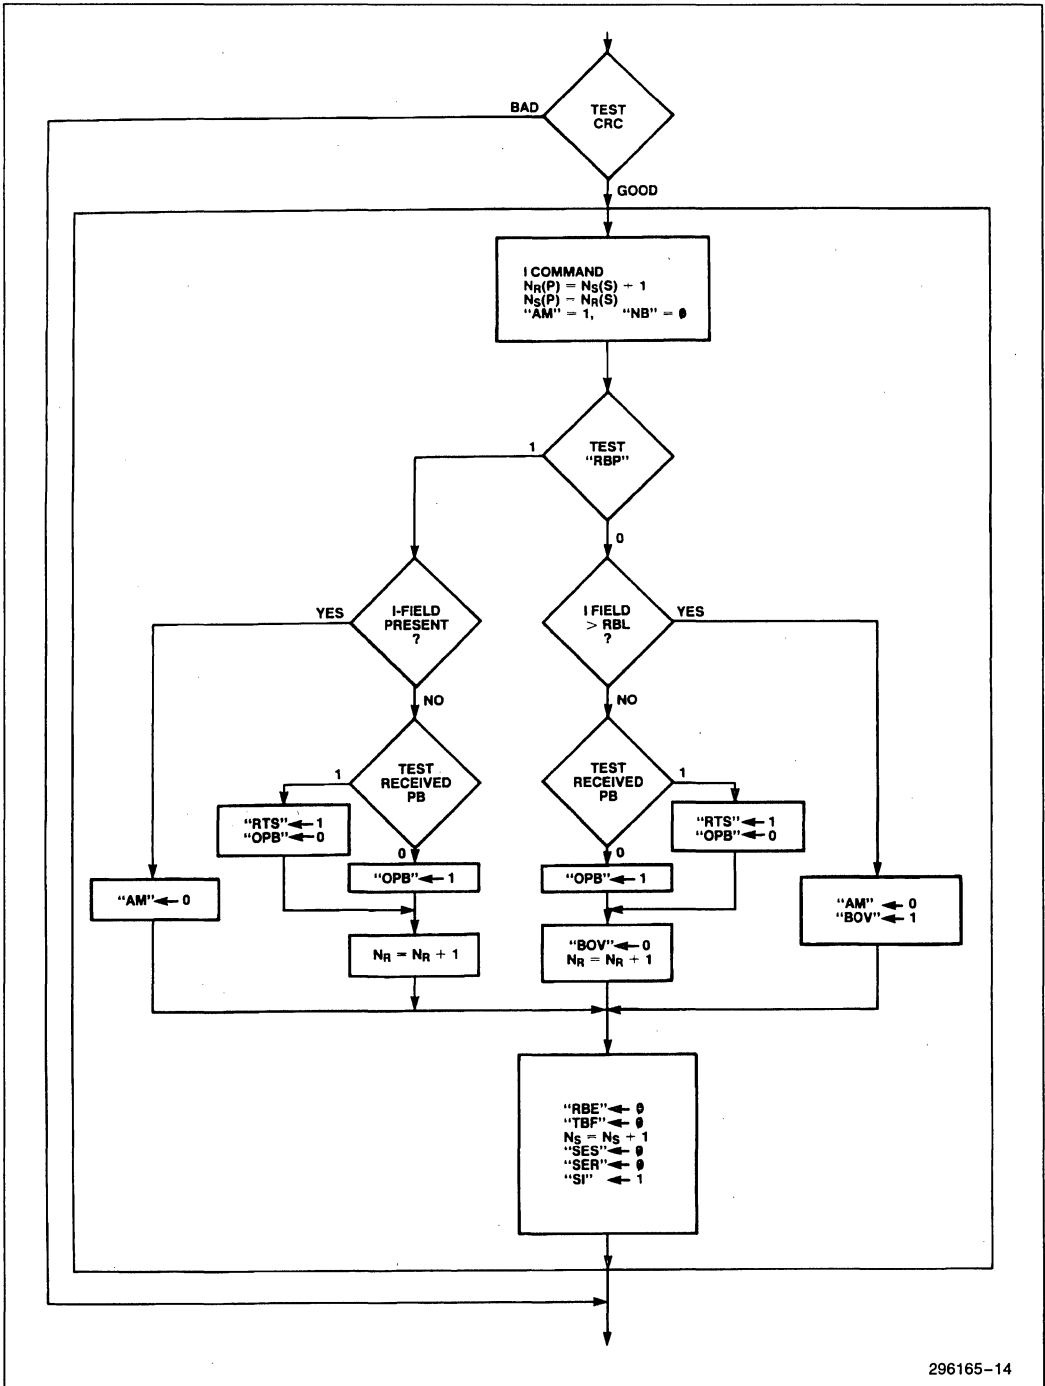 TEST
CRC
BAD
GOOD
I COMMAND
NR(P) = NS(S) + 1
NS(P) – NR(S)
“AM” = 1, “NB” = 0
TEST
“RBP”
1
0
I-FIELD
PRESENT
?
YES
NO
I FIELD
> RBL
?
YES
NO
TEST
RECEIVED
PB
1
0
TEST
RECEIVED
PB
1
0
“RTS” ← 1
“OPB” ← 0
“RTS” ← 1
“OPB” ← 0
“OPB” ← 1
“OPB” ← 1
“AM” ← 0
“AM” ← 0
“BOV” ← 1
NR = NR + 1
“BOV” ← 0
NR = NR + 1
“RBE” ← 0
“TBF” ← 0
NS = NS + 1
“SES” ← 0
“SER” ← 0
“SI” ← 1
296165–14